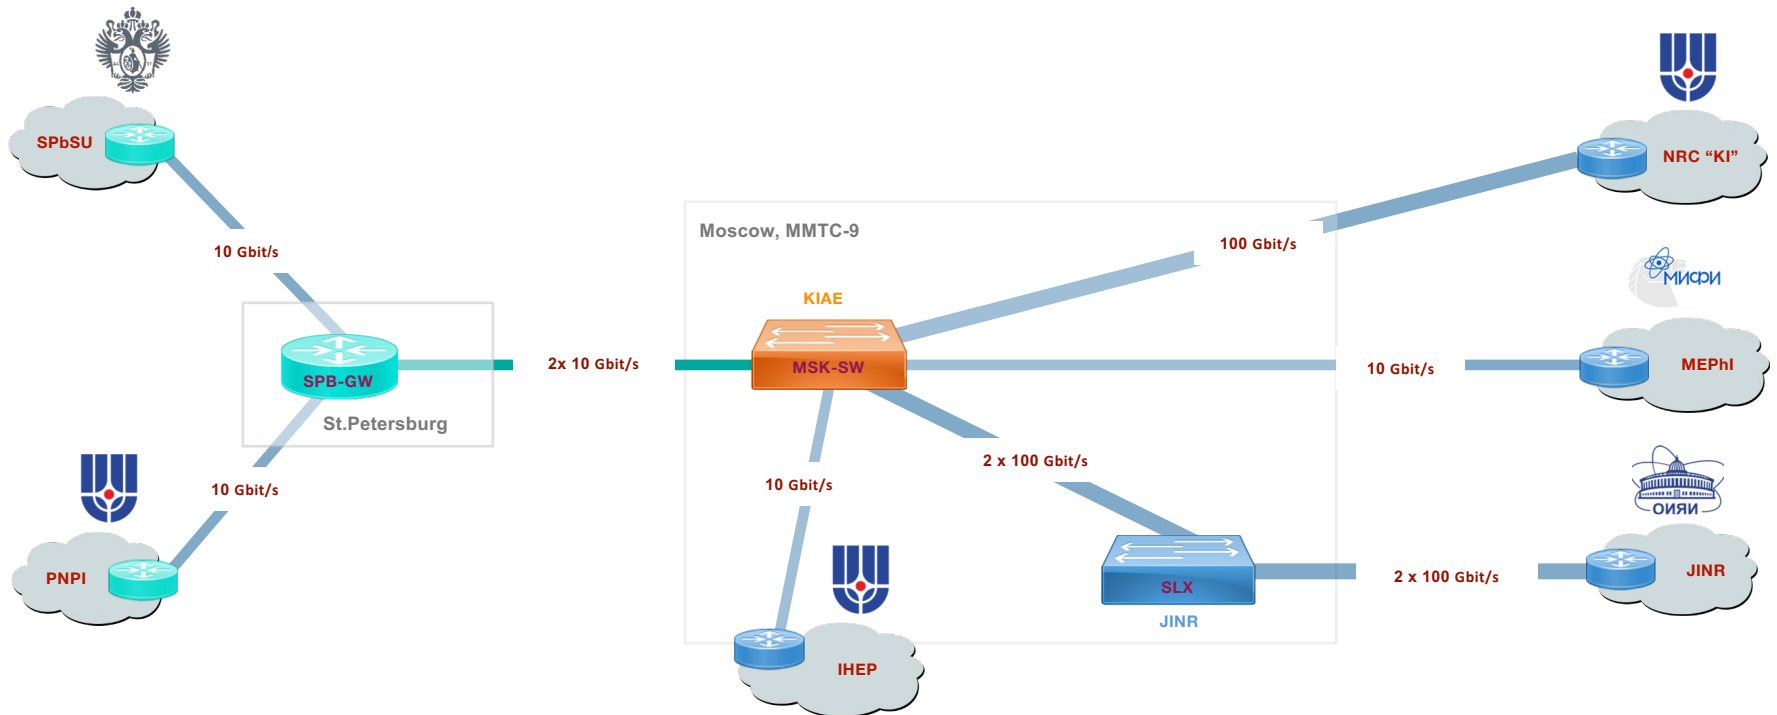 SPbSU
10 Gbit/s
SPB-GW
St.Petersburg
10 Gbit/s
PNPI
2x 10 Gbit/s
Moscow, MMTC-9
KIAE
MSK-SW
100 Gbit/s
NRC “KI”
МИФИ
10 Gbit/s
MEPhI
2 x 100 Gbit/s
10 Gbit/s
IHEP
SLX
JINR
2 x 100 Gbit/s
ОИЯИ
JINR